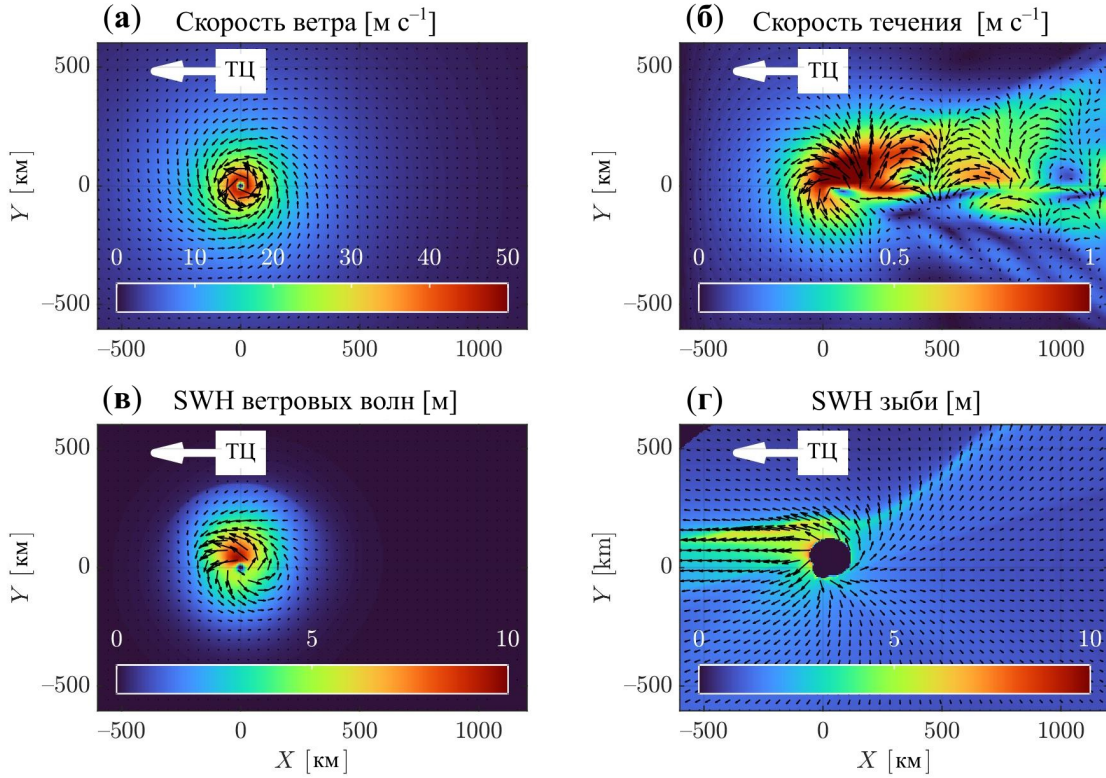 (а) Скорость ветра [м с⁻¹]
(б) Скорость течения [м с⁻¹]
500
ТЦ
0
Y [км]
0 10 20 30 40 50
–500
–500 0 500 1000
500
ТЦ
0
Y [км]
0 0.5 1
–500
–500 0 500 1000
(в) SWH ветровых волн [м]
(г) SWH зыби [м]
500
ТЦ
0
Y [км]
0 5 10
–500
–500 0 500 1000
X [км]
500
ТЦ
0
Y [km]
0 5 10
–500
–500 0 500 1000
X [км]